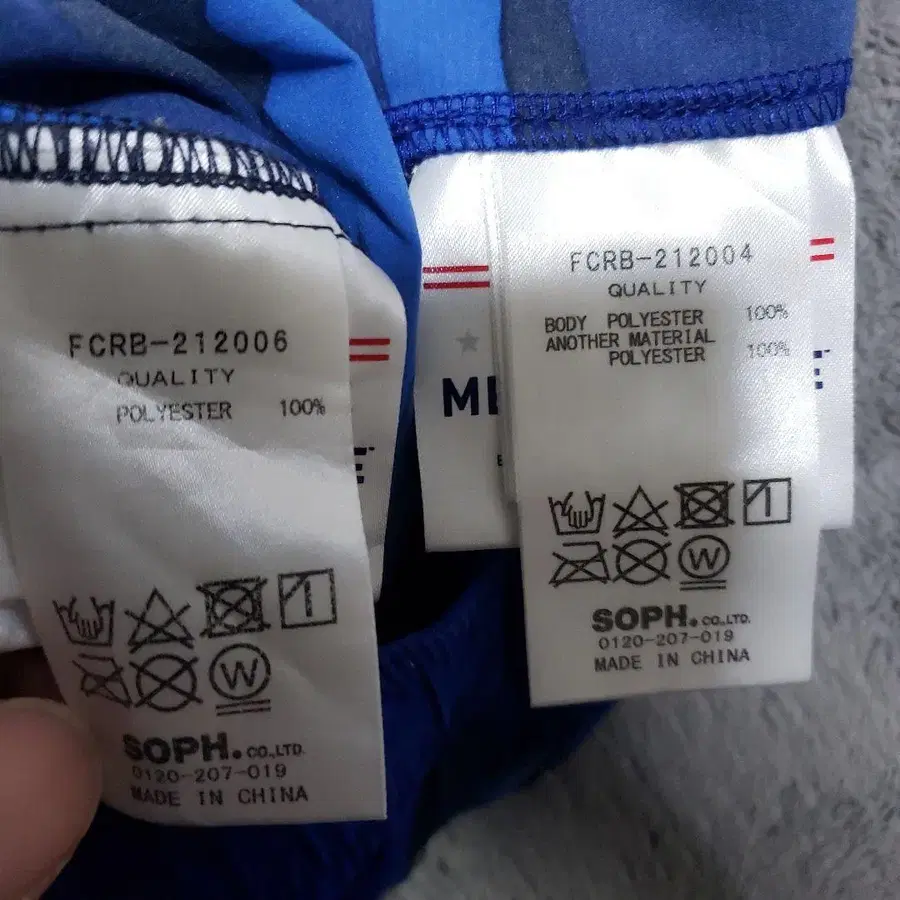 FCRB-212006
QUALITY
POLYESTER 100%
W
SOPH. CO.,LTD.
0120-207-019
MADE IN CHINA
FCRB-212004
QUALITY
BODY POLYESTER 100%
ANOTHER MATERIAL
POLYESTER 100%
W
SOPH. CO.,LTD.
0120-207-019
MADE IN CHINA